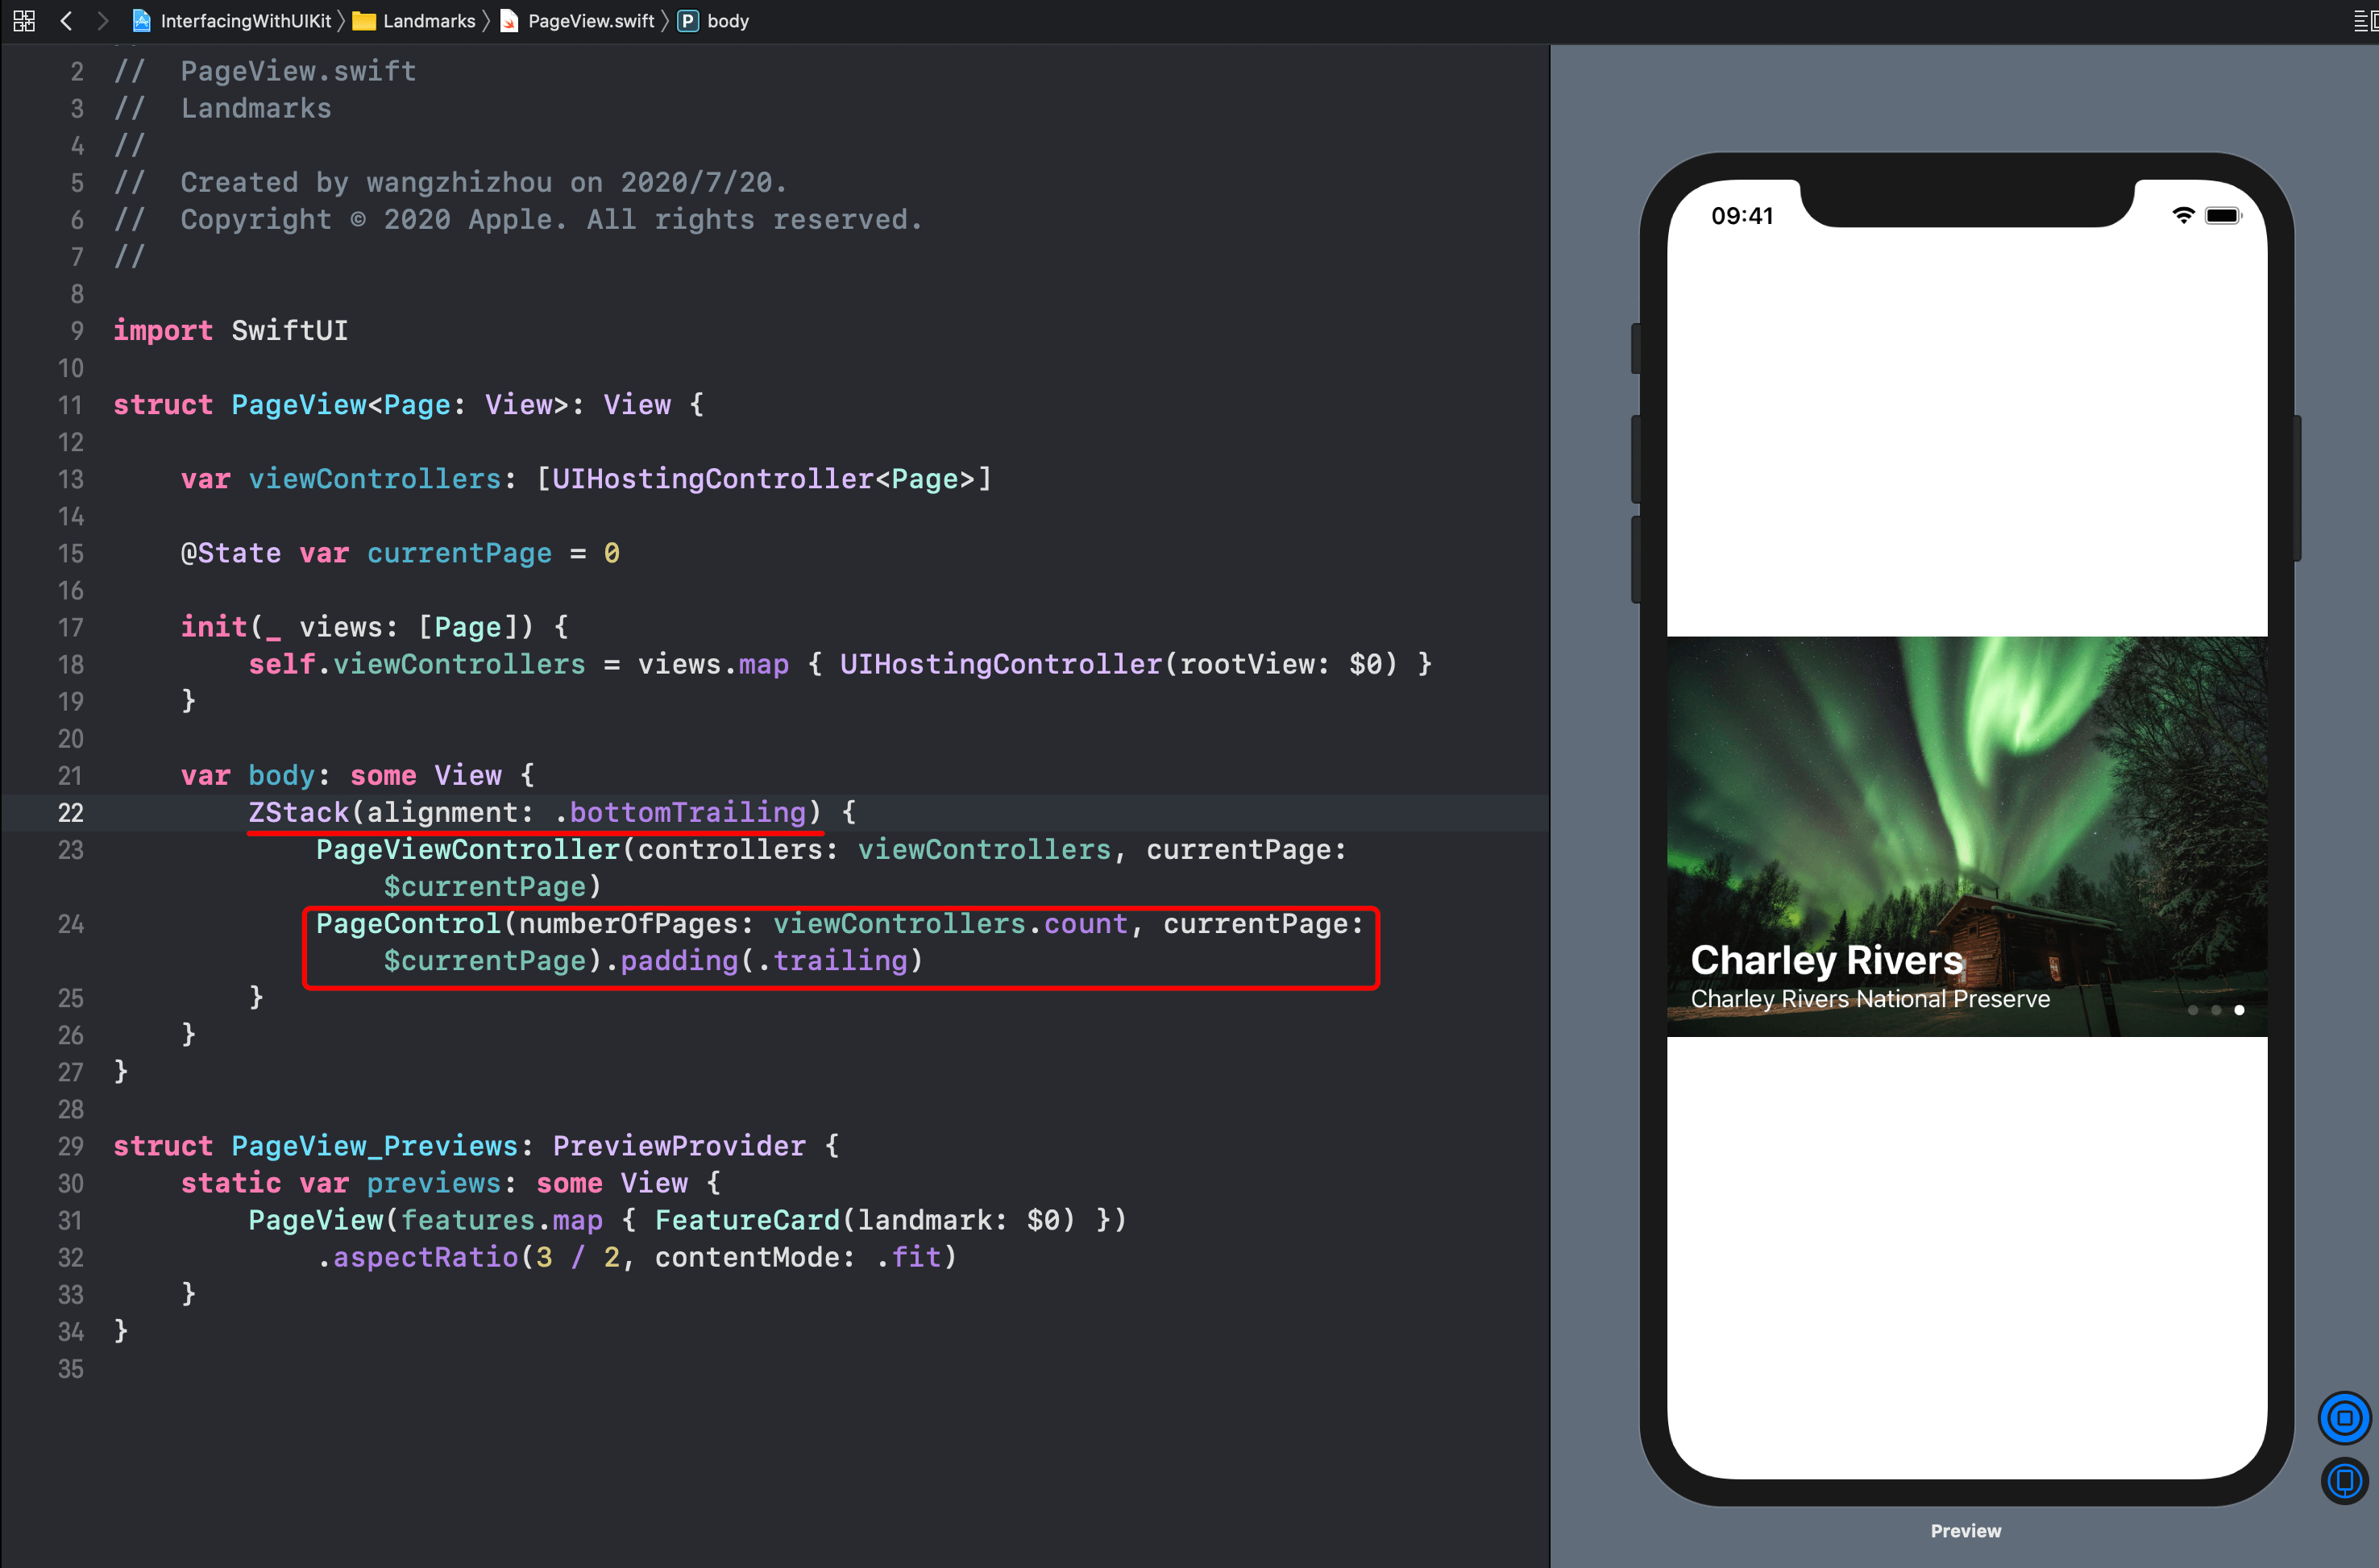 InterfacingWithUIKit Landmarks PageView.swift P body
2 //  PageView.swift
3 //  Landmarks
4 //
5 //  Created by wangzhizhou on 2020/7/20.
6 //  Copyright © 2020 Apple. All rights reserved.
7 //
8
9 import SwiftUI
10
11 struct PageView<Page: View>: View {
12
13     var viewControllers: [UIHostingController<Page>]
14
15     @State var currentPage = 0
16
17     init(_ views: [Page]) {
18         self.viewControllers = views.map { UIHostingController(rootView: $0) }
19     }
20
21     var body: some View {
22         ZStack(alignment: .bottomTrailing) {
23             PageViewController(controllers: viewControllers, currentPage:
                $currentPage)
24             PageControl(numberOfPages: viewControllers.count, currentPage:
                $currentPage).padding(.trailing)
25         }
26     }
27 }
28
29 struct PageView_Previews: PreviewProvider {
30     static var previews: some View {
31         PageView(features.map { FeatureCard(landmark: $0) })
32             .aspectRatio(3 / 2, contentMode: .fit)
33     }
34 }
35
09:41
Charley Rivers
Charley Rivers National Preserve
Preview